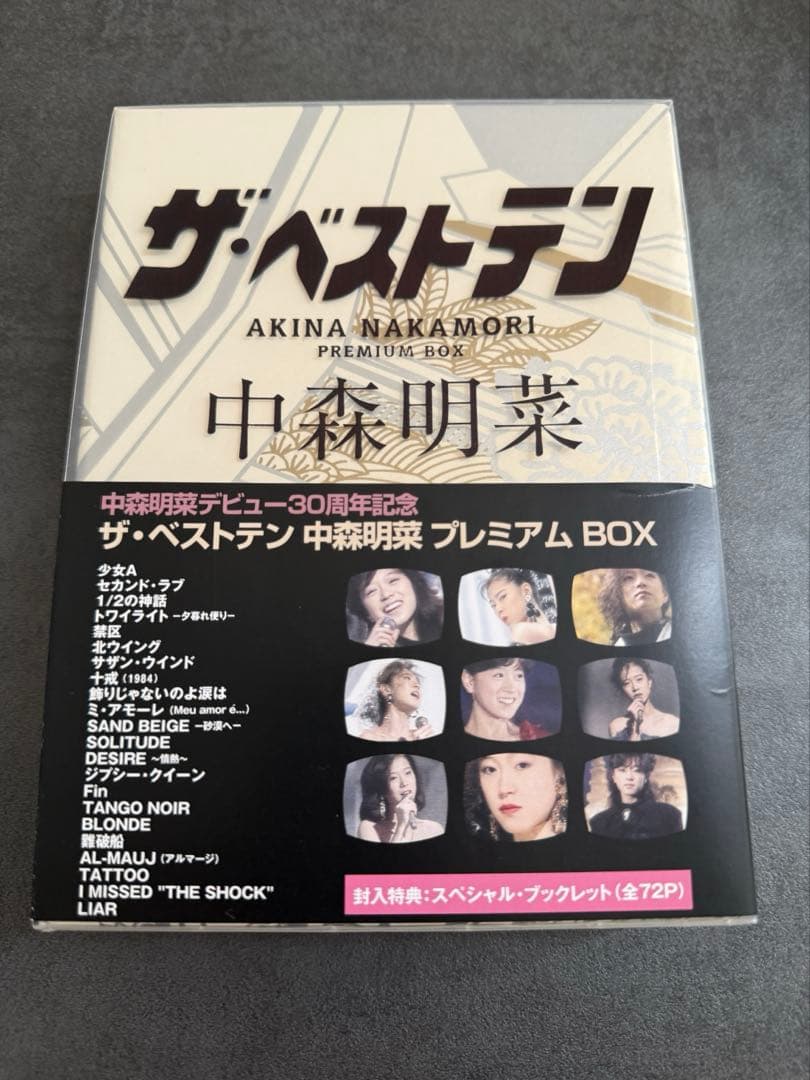 ザ・ベストテン
AKINA NAKAMORI
PREMIUM BOX
中森明菜
中森明菜デビュー30周年記念
ザ・ベストテン 中森明菜 プレミアム BOX
少女A
セカンド・ラブ
1/2の神話
トワイライト －夕暮れ便り－
禁区
北ウイング
サザン・ウインド
十戒 (1984)
飾りじゃないのよ涙は
ミ・アモーレ (Meu amor é...)
SAND BEIGE －砂漠へ－
SOLITUDE
DESIRE ～情熱～
ジプシー・クイーン
Fin
TANGO NOIR
BLONDE
難破船
AL-MAUJ (アルマージ)
TATTOO
I MISSED "THE SHOCK"
LIAR
封入特典：スペシャル・ブックレット（全72P）